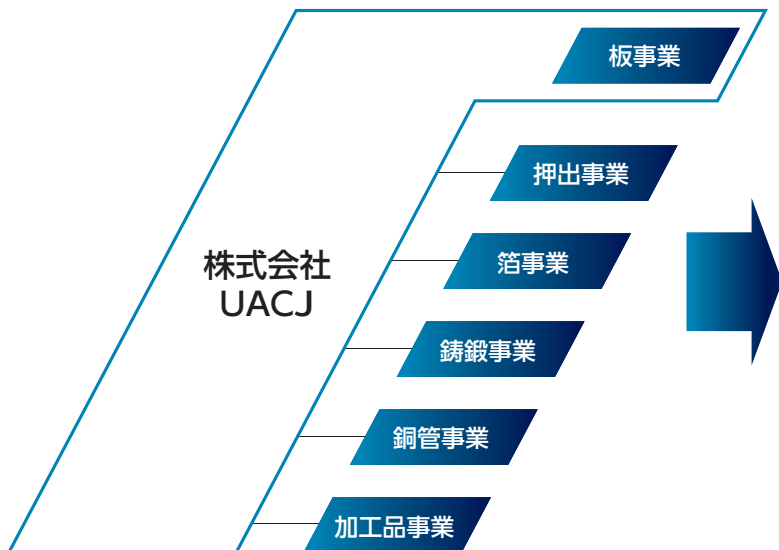 板事業
押出事業
箔事業
株式会社
UACJ
鋳鍛事業
銅管事業
加工品事業